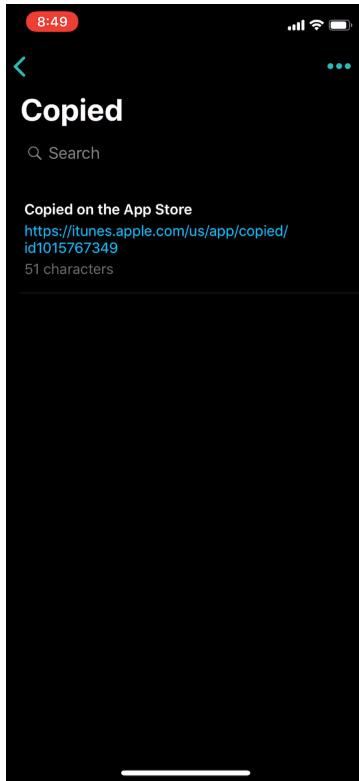 8:49
Copied
Search
Copied on the App Store
https://itunes.apple.com/us/app/copied/
id1015767349
51 characters